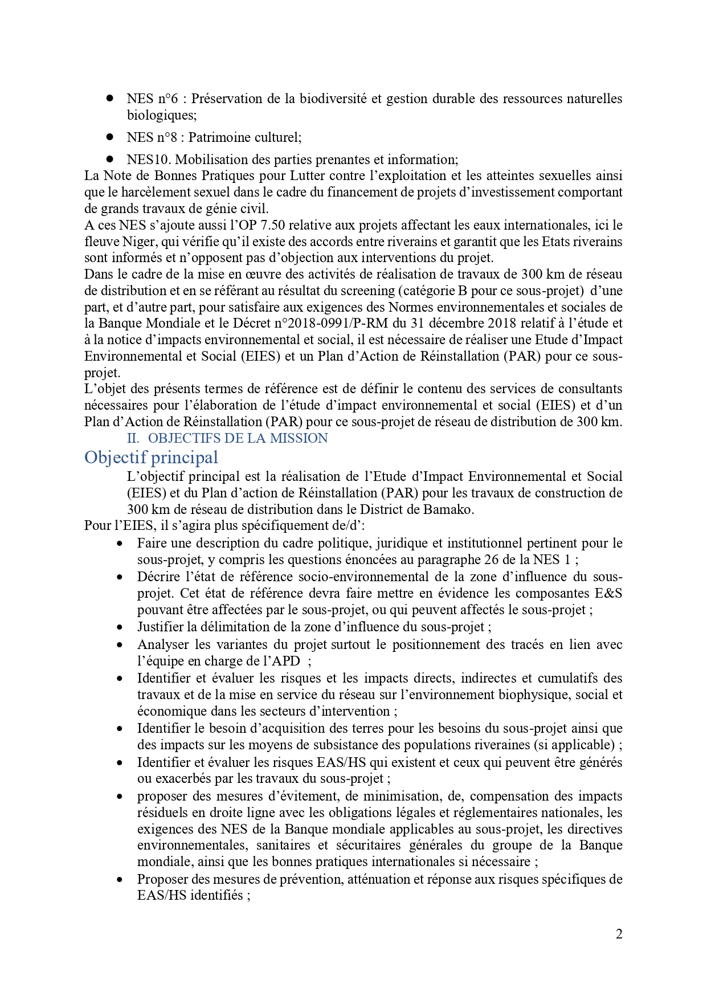 ● NES n°6 : Préservation de la biodiversité et gestion durable des ressources naturelles
biologiques;
● NES n°8 : Patrimoine culturel;
● NES10. Mobilisation des parties prenantes et information;
La Note de Bonnes Pratiques pour Lutter contre l’exploitation et les atteintes sexuelles ainsi
que le harcèlement sexuel dans le cadre du financement de projets d’investissement comportant
de grands travaux de génie civil.
A ces NES s’ajoute aussi l’OP 7.50 relative aux projets affectant les eaux internationales, ici le
fleuve Niger, qui vérifie qu’il existe des accords entre riverains et garantit que les Etats riverains
sont informés et n’opposent pas d’objection aux interventions du projet.
Dans le cadre de la mise en œuvre des activités de réalisation de travaux de 300 km de réseau
de distribution et en se référant au résultat du screening (catégorie B pour ce sous-projet) d’une
part, et d’autre part, pour satisfaire aux exigences des Normes environnementales et sociales de
la Banque Mondiale et le Décret n°2018-0991/P-RM du 31 décembre 2018 relatif à l’étude et
à la notice d’impacts environnemental et social, il est nécessaire de réaliser une Etude d’Impact
Environnemental et Social (EIES) et un Plan d’Action de Réinstallation (PAR) pour ce sous-
projet.
L’objet des présents termes de référence est de définir le contenu des services de consultants
nécessaires pour l’élaboration de l’étude d’impact environnemental et social (EIES) et d’un
Plan d’Action de Réinstallation (PAR) pour ce sous-projet de réseau de distribution de 300 km.
II. OBJECTIFS DE LA MISSION
Objectif principal
L’objectif principal est la réalisation de l’Etude d’Impact Environnemental et Social
(EIES) et du Plan d’action de Réinstallation (PAR) pour les travaux de construction de
300 km de réseau de distribution dans le District de Bamako.
Pour l’EIES, il s’agira plus spécifiquement de/d’:
• Faire une description du cadre politique, juridique et institutionnel pertinent pour le
sous-projet, y compris les questions énoncées au paragraphe 26 de la NES 1 ;
• Décrire l’état de référence socio-environnemental de la zone d’influence du sous-
projet. Cet état de référence devra faire mettre en évidence les composantes E&S
pouvant être affectées par le sous-projet, ou qui peuvent affectés le sous-projet ;
• Justifier la délimitation de la zone d’influence du sous-projet ;
• Analyser les variantes du projet surtout le positionnement des tracés en lien avec
l’équipe en charge de l’APD ;
• Identifier et évaluer les risques et les impacts directs, indirectes et cumulatifs des
travaux et de la mise en service du réseau sur l’environnement biophysique, social et
économique dans les secteurs d’intervention ;
• Identifier le besoin d’acquisition des terres pour les besoins du sous-projet ainsi que
des impacts sur les moyens de subsistance des populations riveraines (si applicable) ;
• Identifier et évaluer les risques EAS/HS qui existent et ceux qui peuvent être générés
ou exacerbés par les travaux du sous-projet ;
• proposer des mesures d’évitement, de minimisation, de, compensation des impacts
résiduels en droite ligne avec les obligations légales et réglementaires nationales, les
exigences des NES de la Banque mondiale applicables au sous-projet, les directives
environnementales, sanitaires et sécuritaires générales du groupe de la Banque
mondiale, ainsi que les bonnes pratiques internationales si nécessaire ;
• Proposer des mesures de prévention, atténuation et réponse aux risques spécifiques de
EAS/HS identifiés ;
2